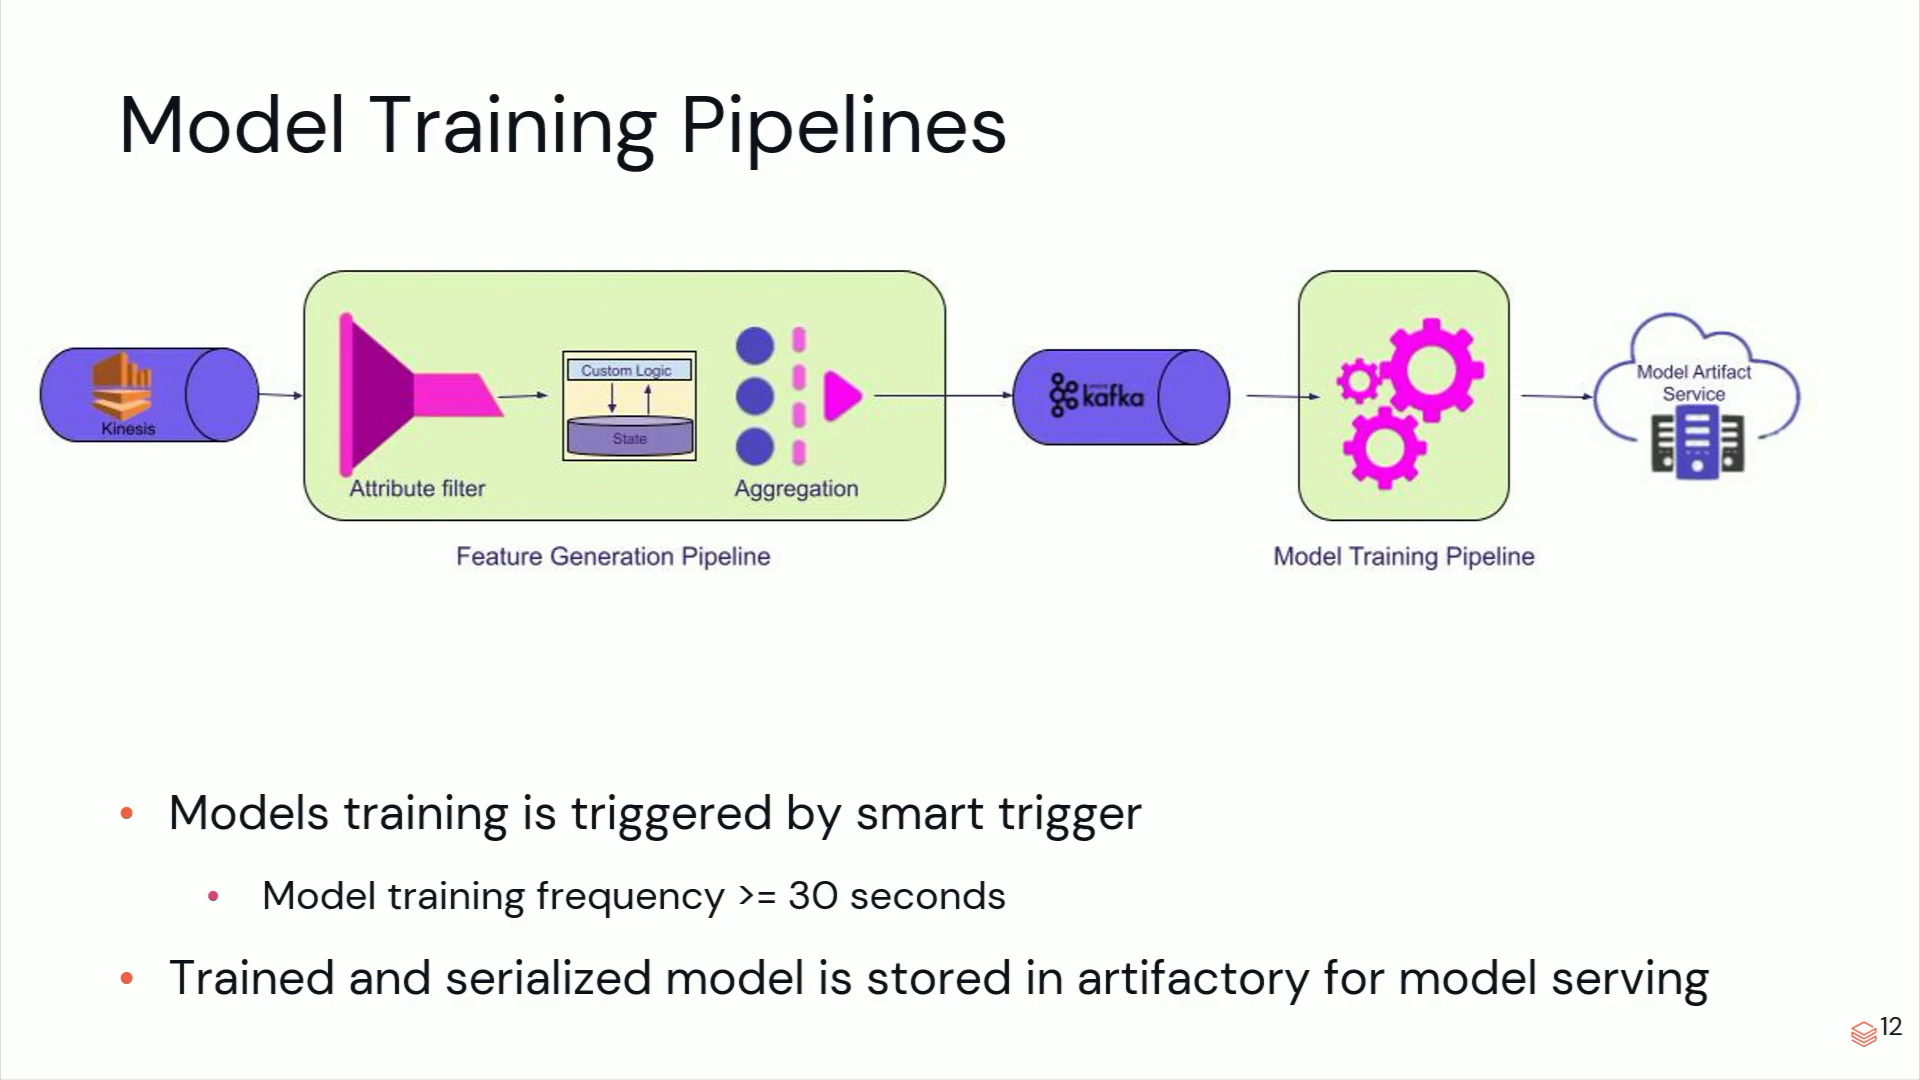 Model Training Pipelines
Kinesis
Attribute filter
Custom Logic
State
Aggregation
Feature Generation Pipeline
kafka
Model Training Pipeline
Model Artifact
Service
• Models training is triggered by smart trigger
• Model training frequency >= 30 seconds
• Trained and serialized model is stored in artifactory for model serving
12